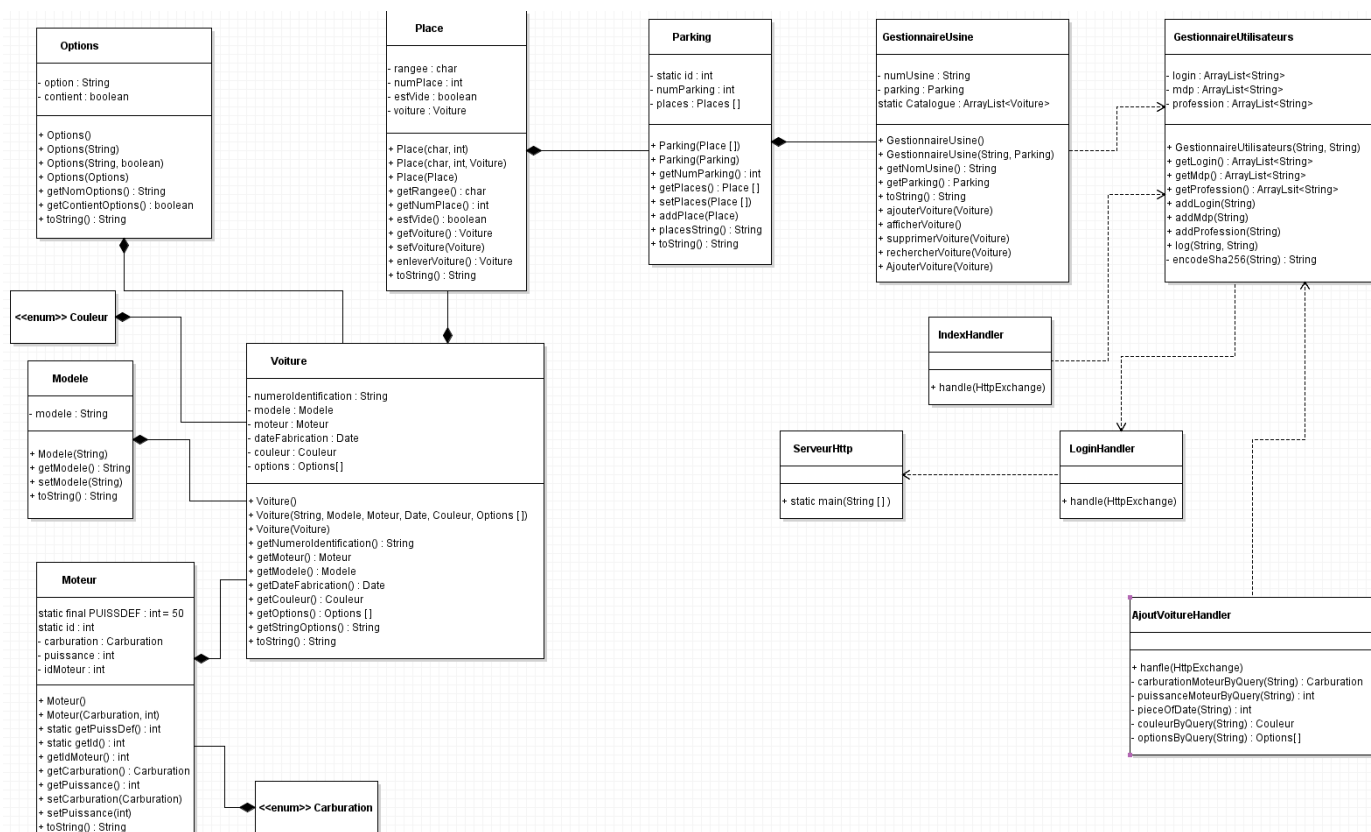 Options
- option : String
- contient : boolean
+ Options()
+ Options(String)
+ Options(String, boolean)
+ Options(Options)
+ getNomOptions() : String
+ getContientOptions() : boolean
+ toString() : String
Place
- rangee : char
- numPlace : int
- estVide : boolean
- voiture : Voiture
+ Place(char, int)
+ Place(char, int, Voiture)
+ Place(Place)
+ getRangee() : char
+ getNumPlace() : int
+ estVide() : boolean
+ getVoiture() : Voiture
+ setVoiture(Voiture)
+ enleverVoiture() : Voiture
+ toString() : String
Parking
- static id : int
- numParking : int
- places : Places []
+ Parking(Place [])
+ Parking(Parking)
+ getNumParking() : int
+ getPlaces() : Place []
+ setPlaces(Place [])
+ addPlace(Place)
+ placesString() : String
+ toString() : String
GestionnaireUsine
- numUsine : String
- parking : Parking
static Catalogue : ArrayList<Voiture>
+ GestionnaireUsine()
+ GestionnaireUsine(String, Parking)
+ getNomUsine() : String
+ getParking() : Parking
+ toString() : String
+ ajouterVoiture(Voiture)
+ afficherVoiture()
+ supprimerVoiture(Voiture)
+ rechercherVoiture(Voiture)
+ AjouterVoiture(Voiture)
GestionnaireUtilisateurs
- login : ArrayList<String>
- mdp : ArrayList<String>
- profession : ArrayList<String>
+ GestionnaireUtilisateurs(String, String)
+ getLogin() : ArrayList<String>
+ getMdp() : ArrayList<String>
+ getProfession() : ArrayLsit<String>
+ addLogin(String)
+ addMdp(String)
+ addProfession(String)
+ log(String, String)
- encodeSha256(String) : String
<<enum>> Couleur
Modele
- modele : String
+ Modele(String)
+ getModele() : String
+ setModele(String)
+ toString() : String
Voiture
- numeroIdentification : String
- modele : Modele
- moteur : Moteur
- dateFabrication : Date
- couleur : Couleur
- options : Options[]
+ Voiture()
+ Voiture(String, Modele, Moteur, Date, Couleur, Options [])
+ Voiture(Voiture)
+ getNumeroIdentification() : String
+ getMoteur() : Moteur
+ getModele() : Modele
+ getDateFabrication() : Date
+ getCouleur() : Couleur
+ getOptions() : Options []
+ getStringOptions() : String
+ toString() : String
IndexHandler
+ handle(HttpExchange)
ServeurHttp
+ static main(String [])
LoginHandler
+ handle(HttpExchange)
Moteur
static final PUISSDEF : int = 50
static id : int
- carburation : Carburation
- puissance : int
- idMoteur : int
+ Moteur()
+ Moteur(Carburation, int)
+ static getPuissDef() : int
+ static getId() : int
+ getIdMoteur() : int
+ getCarburation() : Carburation
+ getPuissance() : int
+ setCarburation(Carburation)
+ setPuissance(int)
+ toString() : String
<<enum>> Carburation
AjoutVoitureHandler
+ hanfle(HttpExchange)
- carburationMoteurByQuery(String) : Carburation
- puissanceMoteurByQuery(String) : int
- pieceOfDate(String) : int
- couleurByQuery(String) : Couleur
- optionsByQuery(String) : Options[]